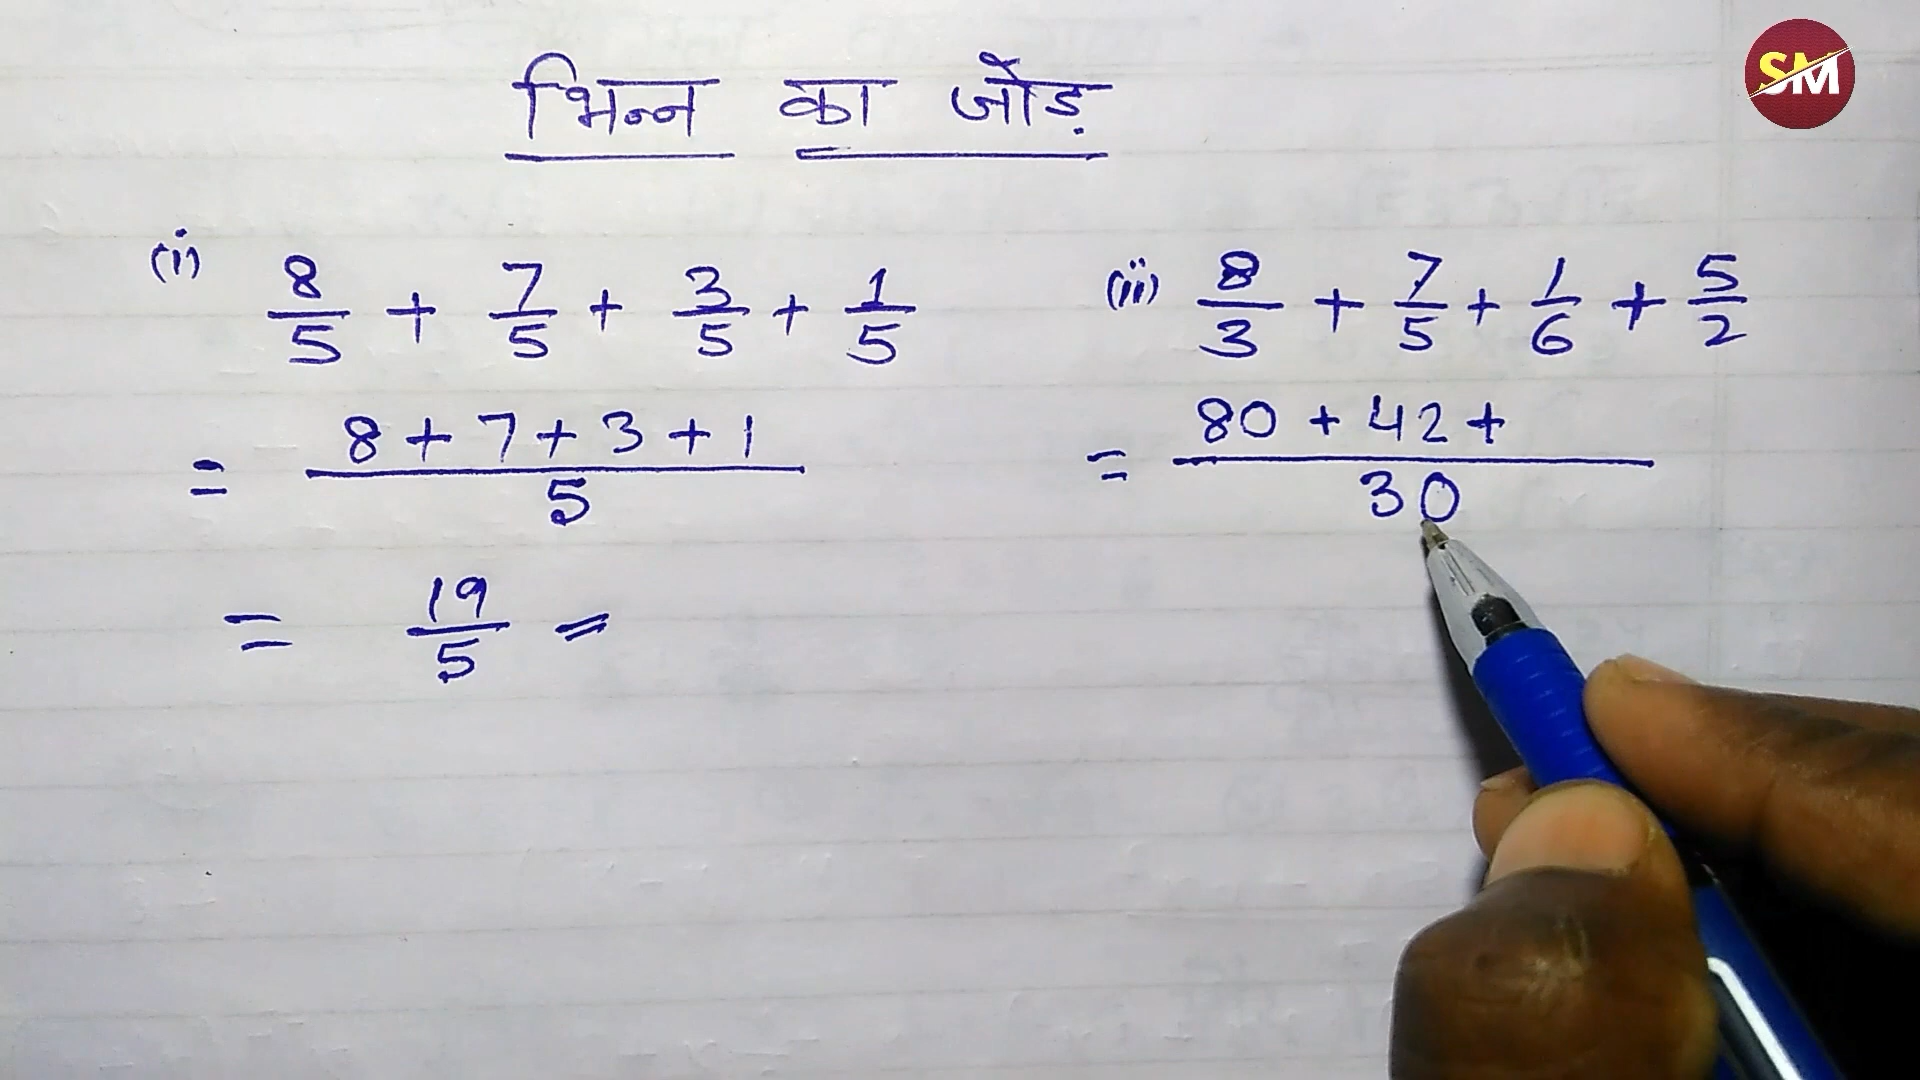 SM
भिन्न का जोड़
(i) 8/5 + 7/5 + 3/5 + 1/5
= 8 + 7 + 3 + 1 / 5
= 19/5 =
(ii) 8/3 + 7/5 + 1/6 + 5/2
= 80 + 42 + / 30